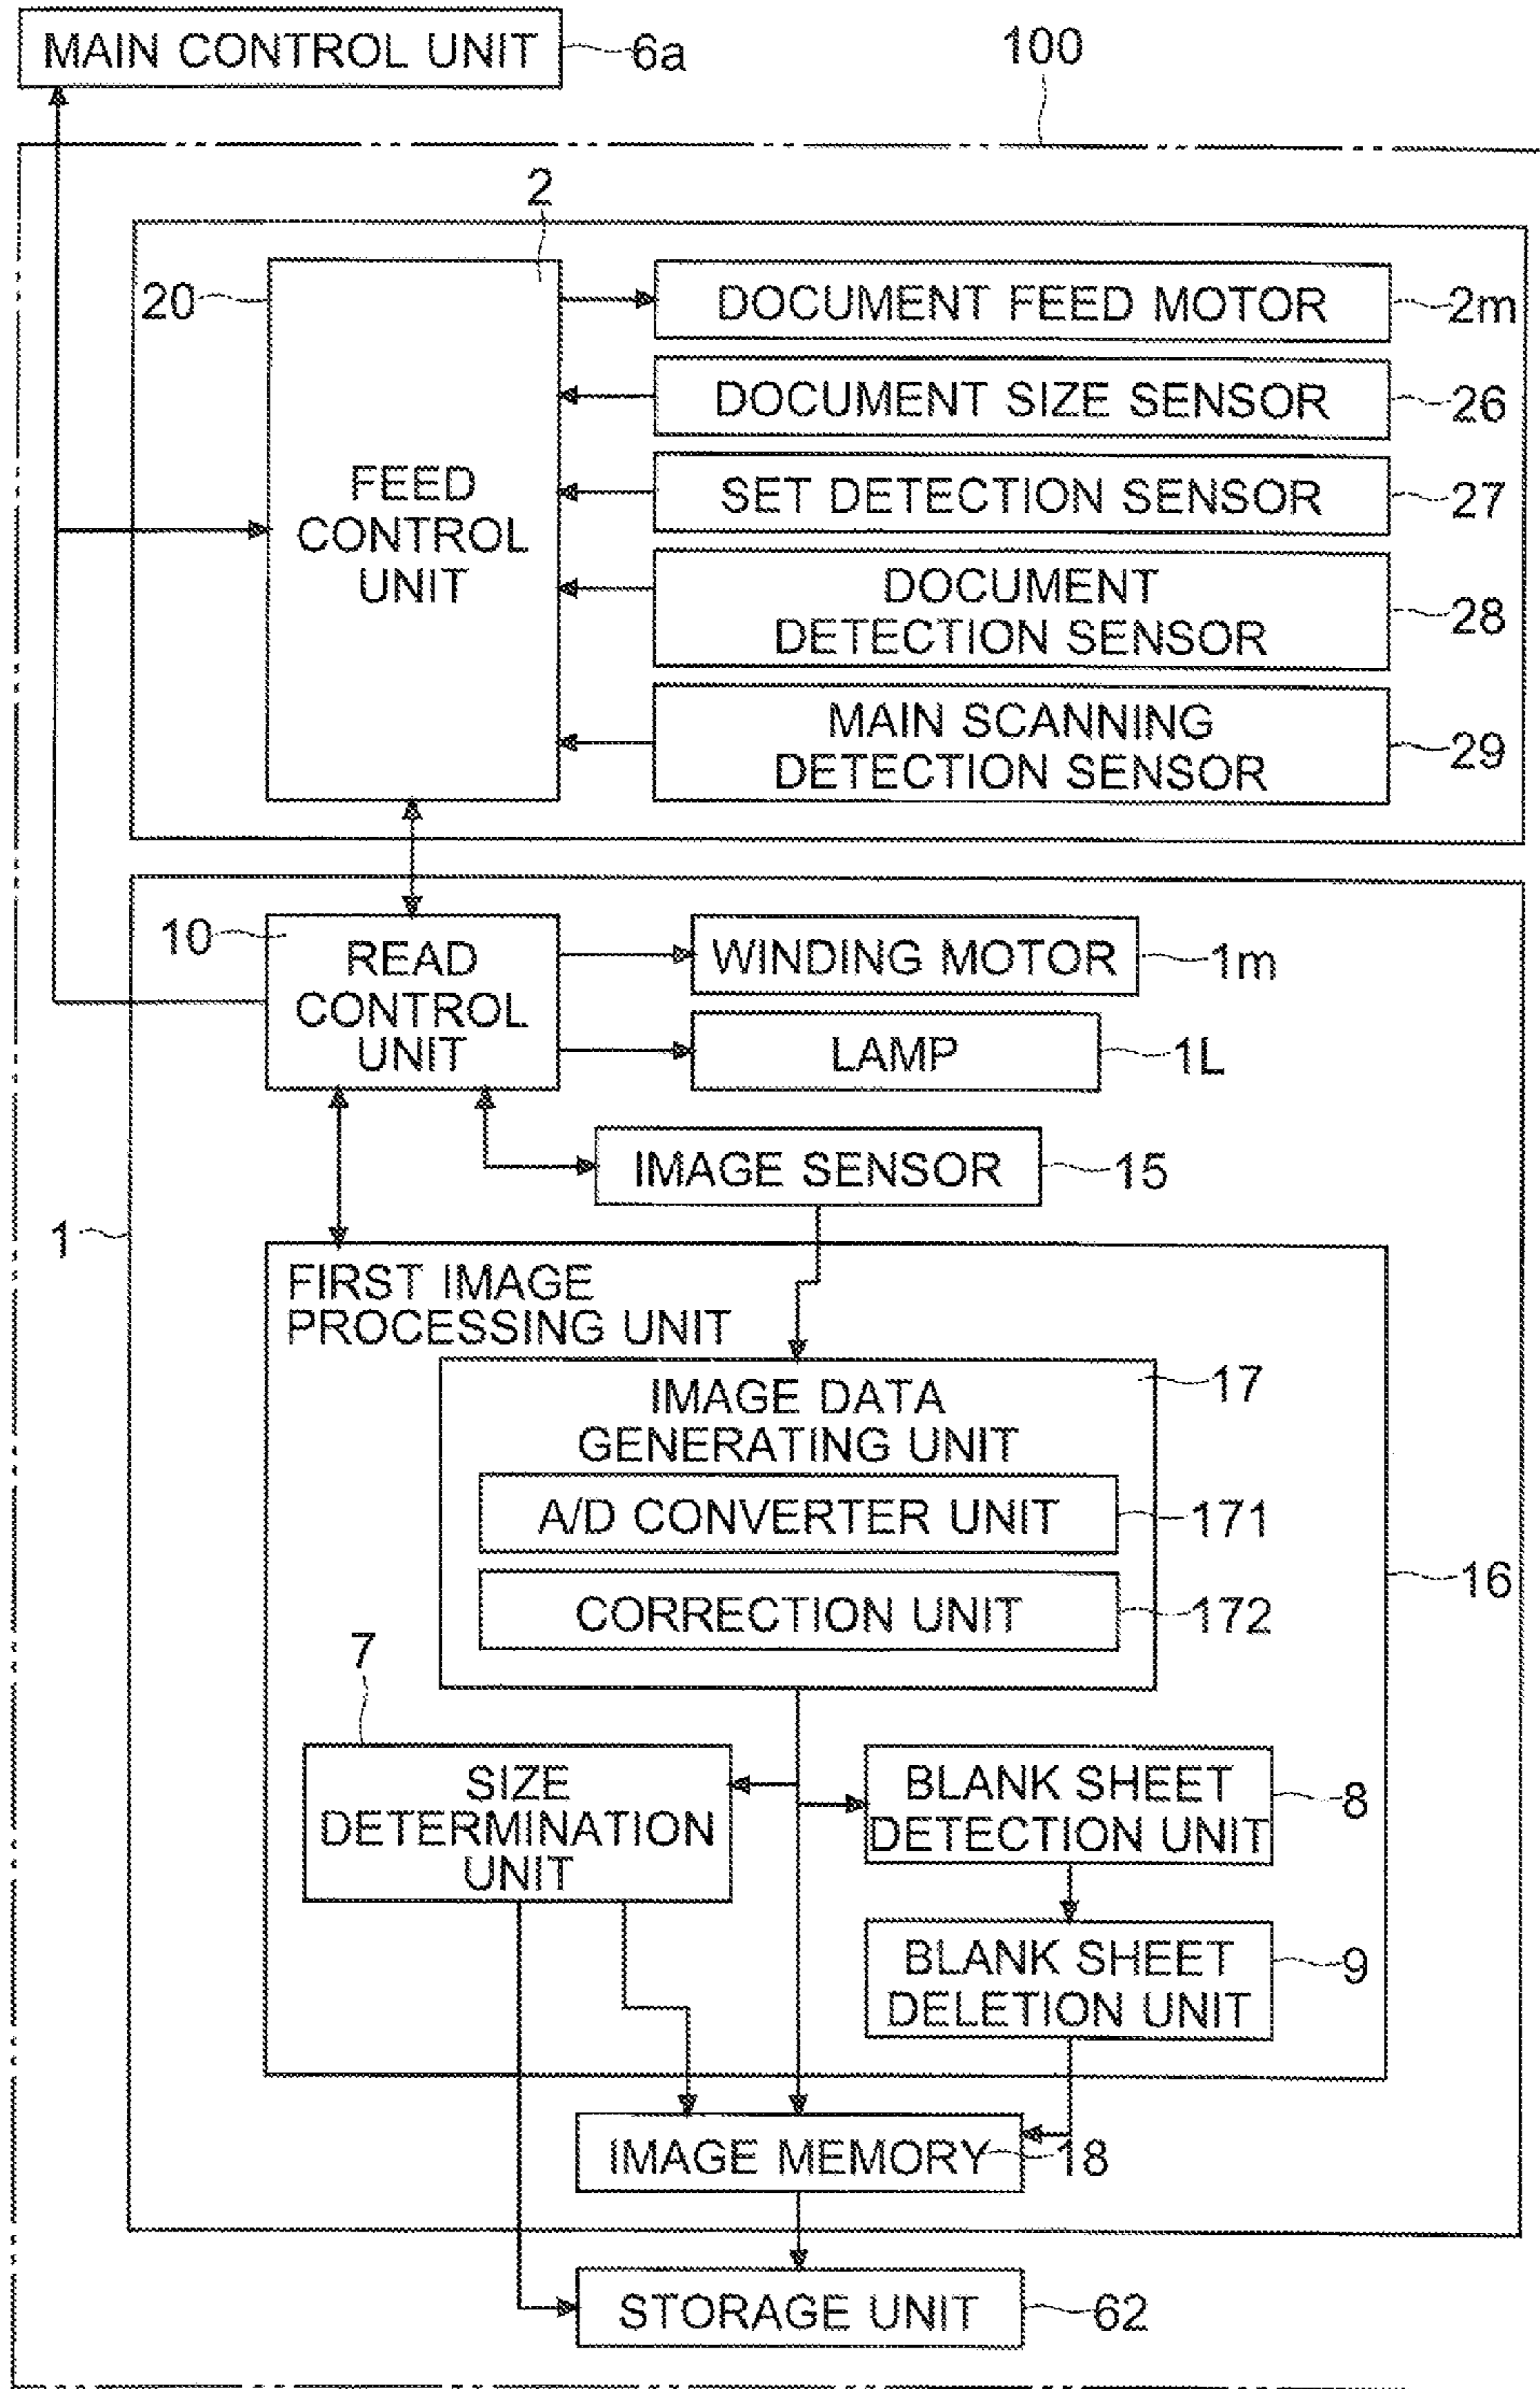 MAIN CONTROL UNIT
6a
100
2
20
FEED
CONTROL
UNIT
DOCUMENT FEED MOTOR
2m
DOCUMENT SIZE SENSOR
26
SET DETECTION SENSOR
27
DOCUMENT
DETECTION SENSOR
28
MAIN SCANNING
DETECTION SENSOR
29
10
READ
CONTROL
UNIT
WINDING MOTOR
1m
LAMP
1L
IMAGE SENSOR
15
1
FIRST IMAGE
PROCESSING UNIT
IMAGE DATA
GENERATING UNIT
17
A/D CONVERTER UNIT
171
CORRECTION UNIT
172
16
7
SIZE
DETERMINATION
UNIT
BLANK SHEET
DETECTION UNIT
8
BLANK SHEET
DELETION UNIT
9
IMAGE MEMORY
18
STORAGE UNIT
62